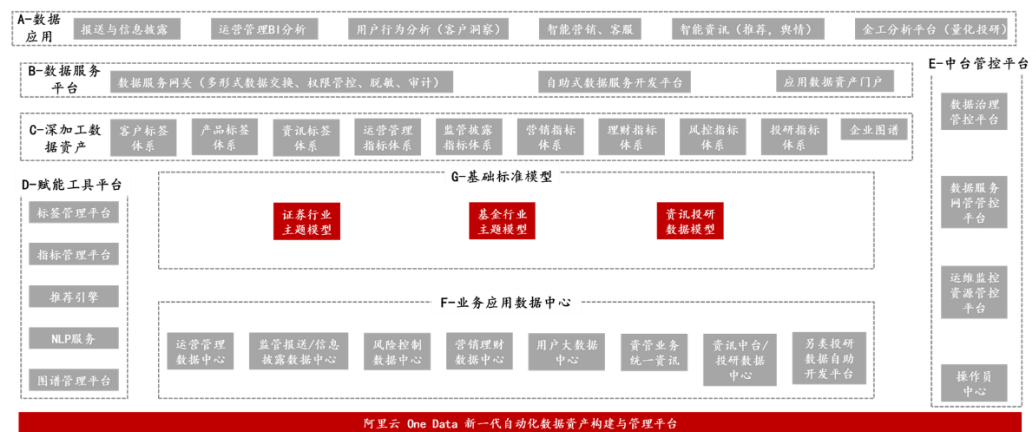 A-数据
应用
报送与信息披露
运营管理BI分析
用户行为分析（客户洞察）
智能营销、客服
智能资讯（推荐，舆情）
金工分析平台（量化投研）
B-数据服务
平台
数据服务网关（多形式数据交换、权限管控、脱敏、审计）
自助式数据服务开发平台
应用数据资产门户
C-深加工数
据资产
客户标签
体系
产品标签
体系
资讯标签
体系
运营管理
指标体系
监管披露
指标体系
营销指标
体系
理财指标
体系
风控指标
体系
投研指标
体系
企业图谱
D-赋能工具平台
标签管理平台
指标管理平台
推荐引擎
NLP服务
图谱管理平台
G-基础标准模型
证券行业
主题模型
基金行业
主题模型
资讯投研
数据模型
F-业务应用数据中心
运营管理
数据中心
监管报送/信息
披露数据中心
风险控制
数据中心
营销理财
数据中心
用户大数据
中心
资管业务
统一资讯
资讯中台/
投研数据
中心
另类投研
数据自助
开发平台
E-中台管控平台
数据治理
管控平台
数据服务
网管管控
平台
运维监控
资源管控
平台
操作员
中心
阿里云 One Data 新一代自动化数据资产构建与管理平台